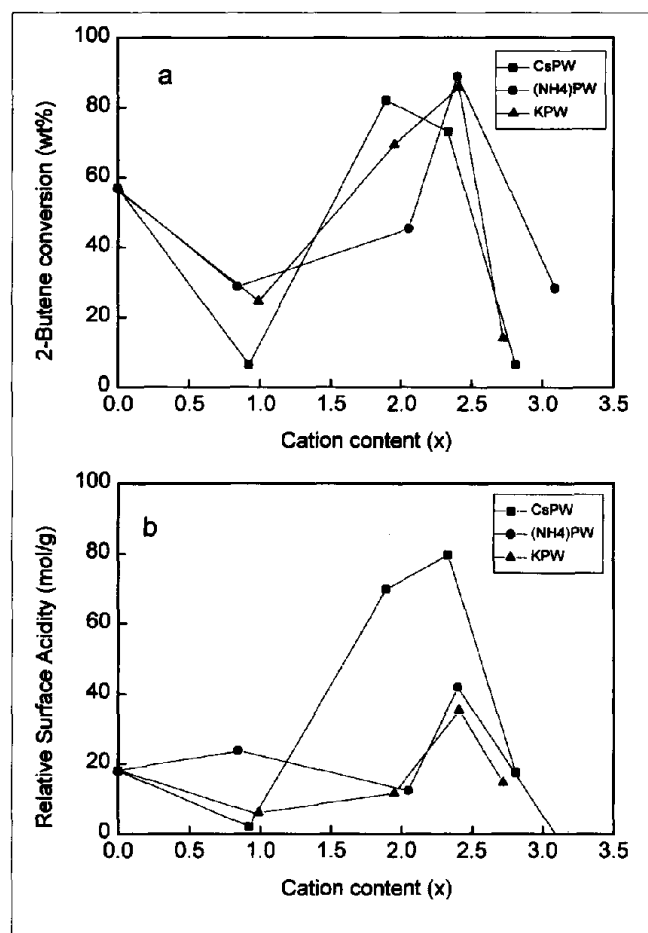 a
CsPW
(NH4)PW
KPW
2-Butene conversion (wt%)
100
80
60
40
20
0
0.0 0.5 1.0 1.5 2.0 2.5 3.0 3.5
Cation content (x)
b
CsPW
(NH4)PW
KPW
Relative Surface Acidity (mol/g)
100
80
60
40
20
0
0.0 0.5 1.0 1.5 2.0 2.5 3.0 3.5
Cation content (x)